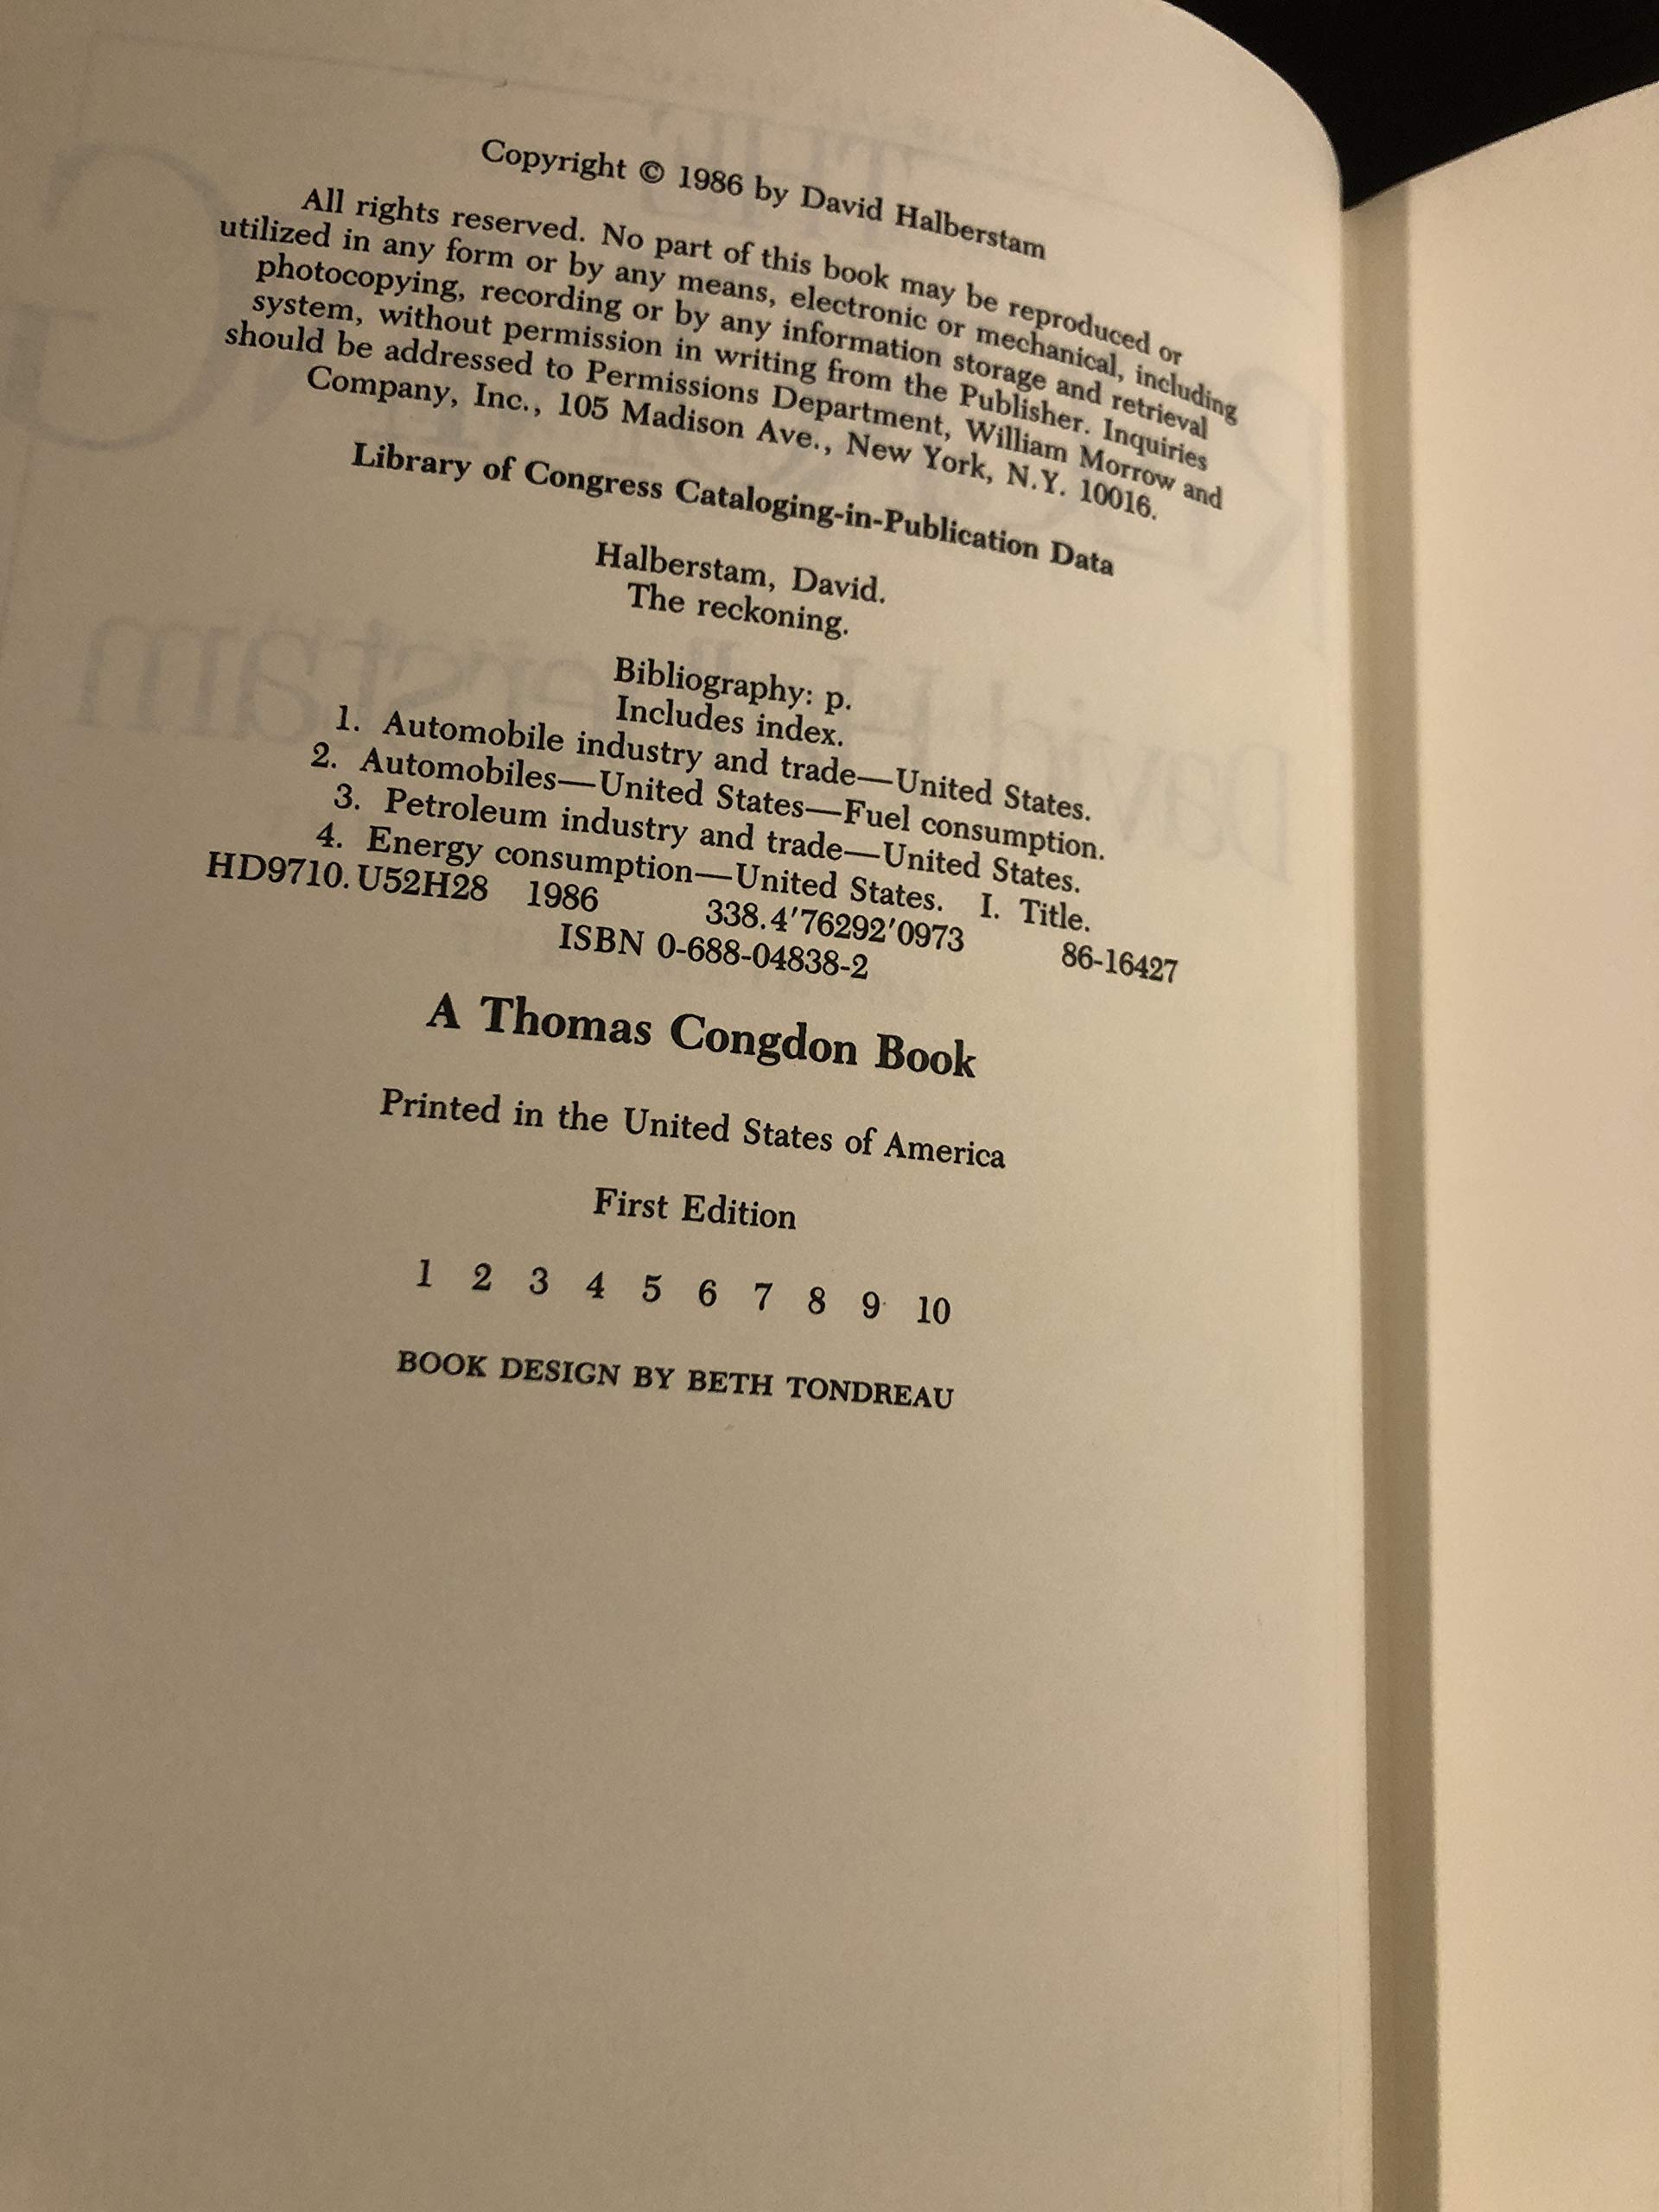 Copyright © 1986 by David Halberstam
All rights reserved. No part of this book may be reproduced or
utilized in any form or by any means, electronic or mechanical, including
photocopying, recording or by any information storage and retrieval
system, without permission in writing from the Publisher. Inquiries
should be addressed to Permissions Department, William Morrow and
Company, Inc., 105 Madison Ave., New York, N.Y. 10016.
Library of Congress Cataloging-in-Publication Data
Halberstam, David.
The reckoning.
Bibliography: p.
Includes index.
1. Automobile industry and trade—United States.
2. Automobiles—United States—Fuel consumption.
3. Petroleum industry and trade—United States.
4. Energy consumption—United States. I. Title.
HD9710.U52H28 1986 338.4'76292'0973 86-16427
ISBN 0-688-04838-2
A Thomas Congdon Book
Printed in the United States of America
First Edition
1 2 3 4 5 6 7 8 9 10
BOOK DESIGN BY BETH TONDREAU